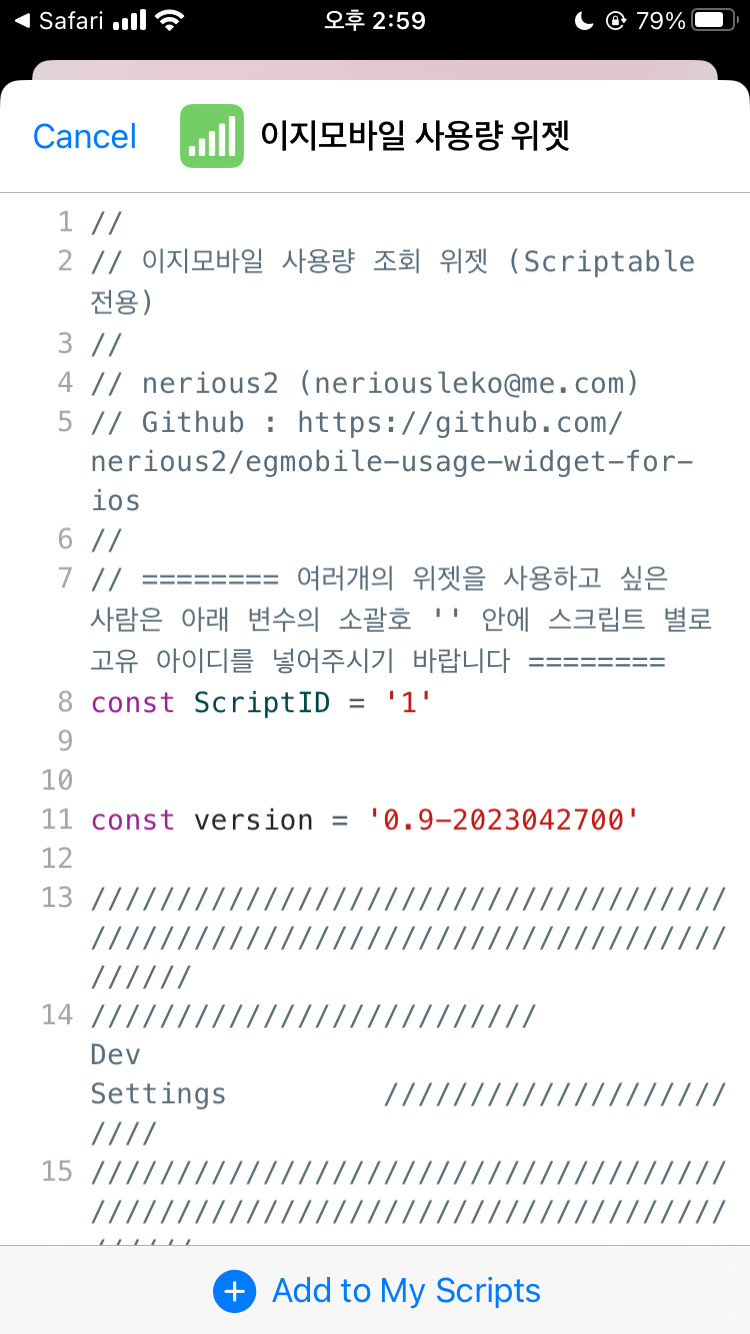 Safari 오후 2:59 79%
Cancel 이지모바일 사용량 위젯
1 //
2 // 이지모바일 사용량 조회 위젯 (Scriptable
전용)
3 //
4 // nerious2 (neriousleko@me.com)
5 // Github : https://github.com/
nerious2/egmobile-usage-widget-for-
ios
6 //
7 // ======== 여러개의 위젯을 사용하고 싶은
사람은 아래 변수의 소괄호 '' 안에 스크립트 별로
고유 아이디를 넣어주시기 바랍니다 ========
8 const ScriptID = '1'
9
10
11 const version = '0.9-2023042700'
12
13 /////////////////////////////////////
/////////////////////////////////////
//////
14 //////////////////////////
Dev
Settings         ////////////////////
////
15 /////////////////////////////////////
/////////////////////////////////////
//////
Add to My Scripts